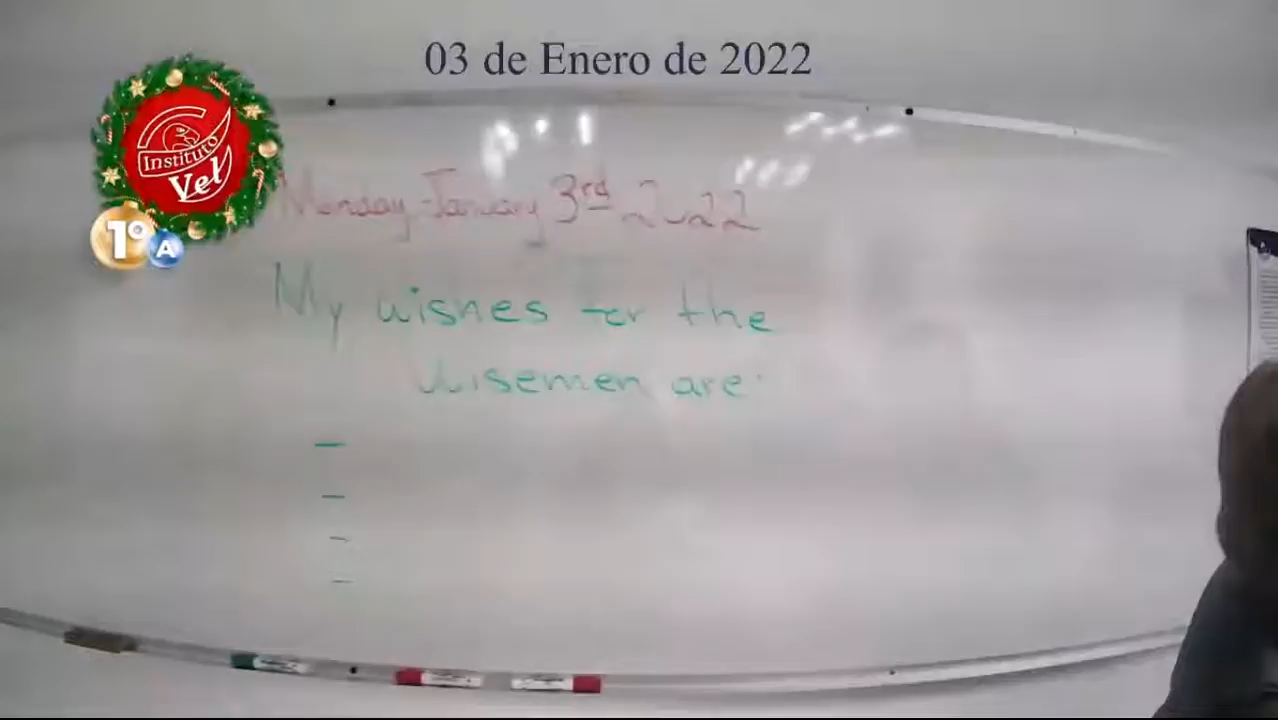 03 de Enero de 2022
Instituto
Vel
1° A
Monday January 3rd 2022
My wishes for the
Wisemen are: